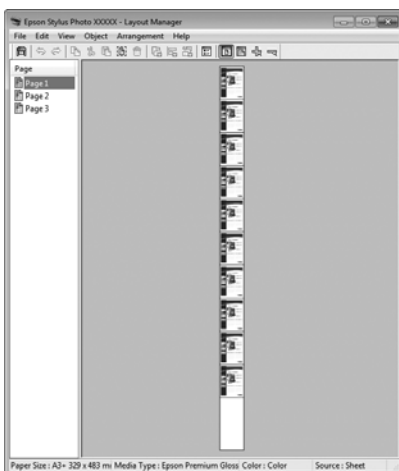 Epson Stylus Photo XXXXX - Layout Manager
File Edit View Object Arrangement Help
Page
Page 1
Page 2
Page 3
Paper Size : A3+ 329 x 483 mi Media Type : Epson Premium Gloss Color : Color Source : Sheet